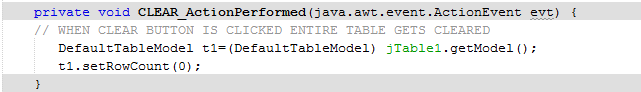 private void CLEAR_ActionPerformed(java.awt.event.ActionEvent evt) {
// WHEN CLEAR BUTTON IS CLICKED ENTIRE TABLE GETS CLEARED
DefaultTableModel t1=(DefaultTableModel) jTable1.getModel();
t1.setRowCount(0);
}